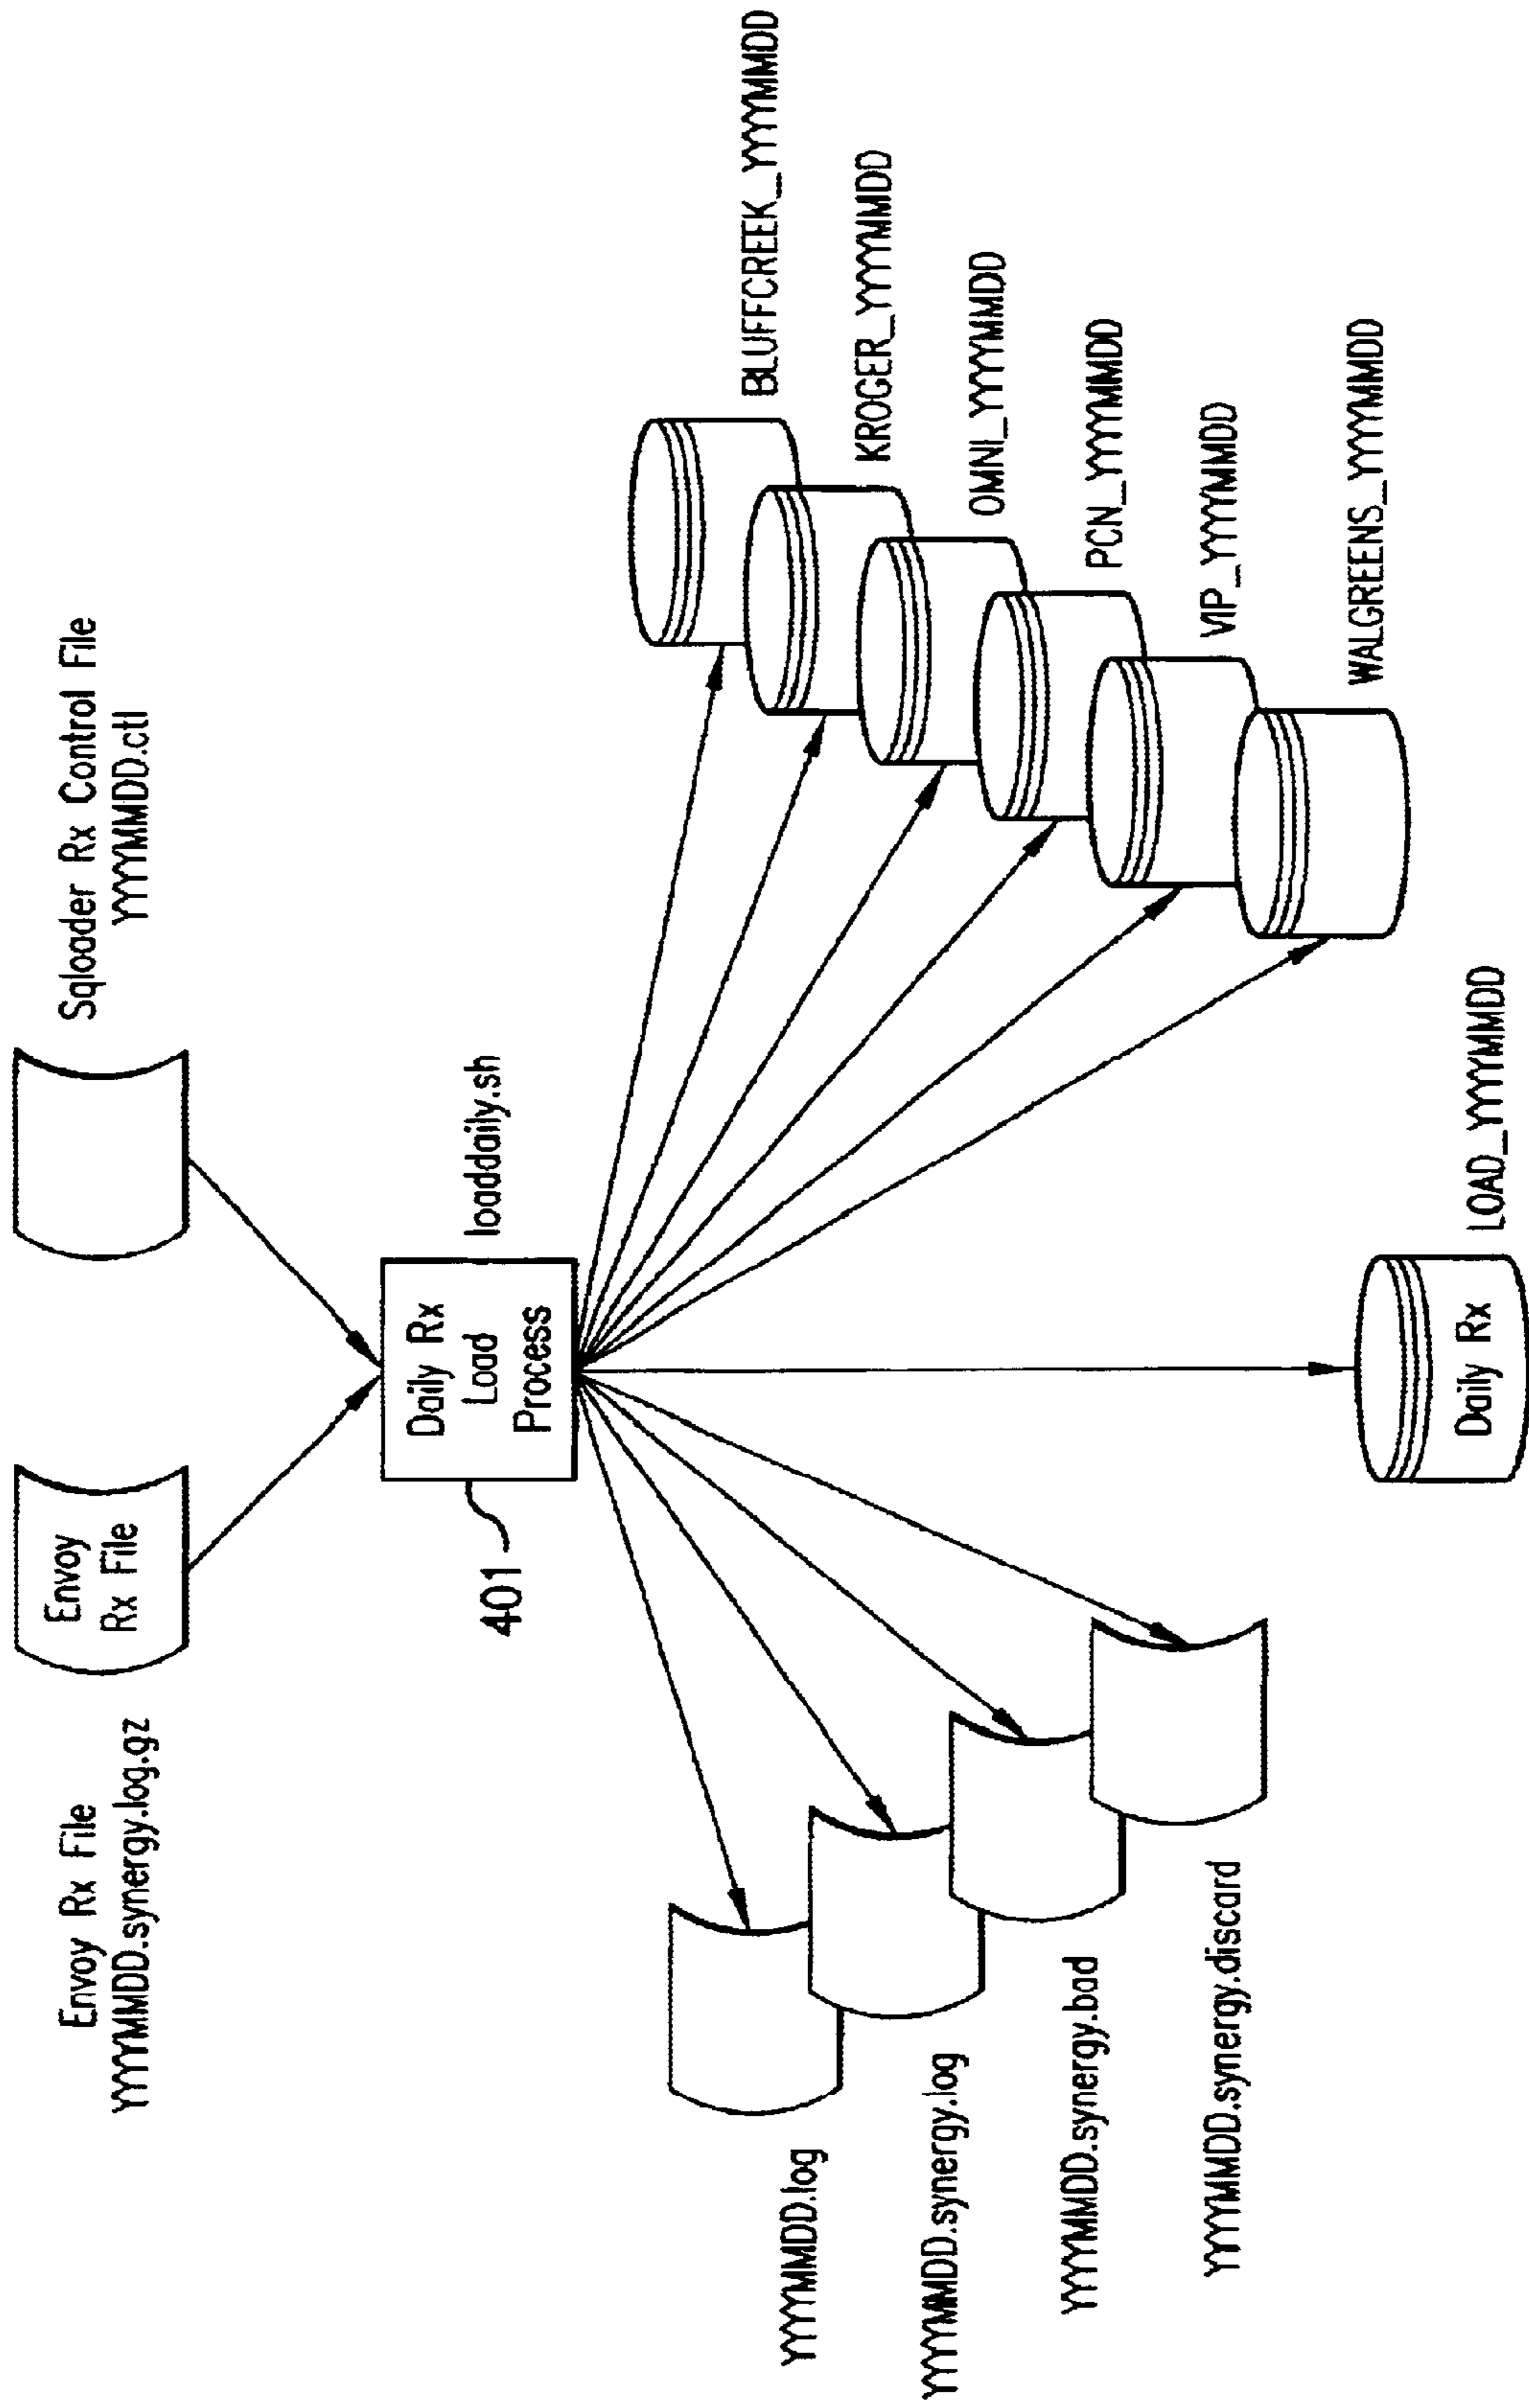 Envoy Rx File
YYYYMMDD.synergy.log.gz
Envoy
Rx File
Sqloader Rx Control File
YYYYMMDD.ctl
Daily Rx
Load
Process
loaddaily.sh
401
YYYYMMDD.log
YYYYMMDD.synergy.log
YYYYMMDD.synergy.bad
YYYYMMDD.synergy.discard
Daily Rx
LOAD_YYYYMMDD
BLUFFCREEK_YYYYMMDD
KROGER_YYYYMMDD
OMNI_YYYYMMDD
PCN_YYYYMMDD
VIP_YYYYMMDD
WALGREENS_YYYYMMDD